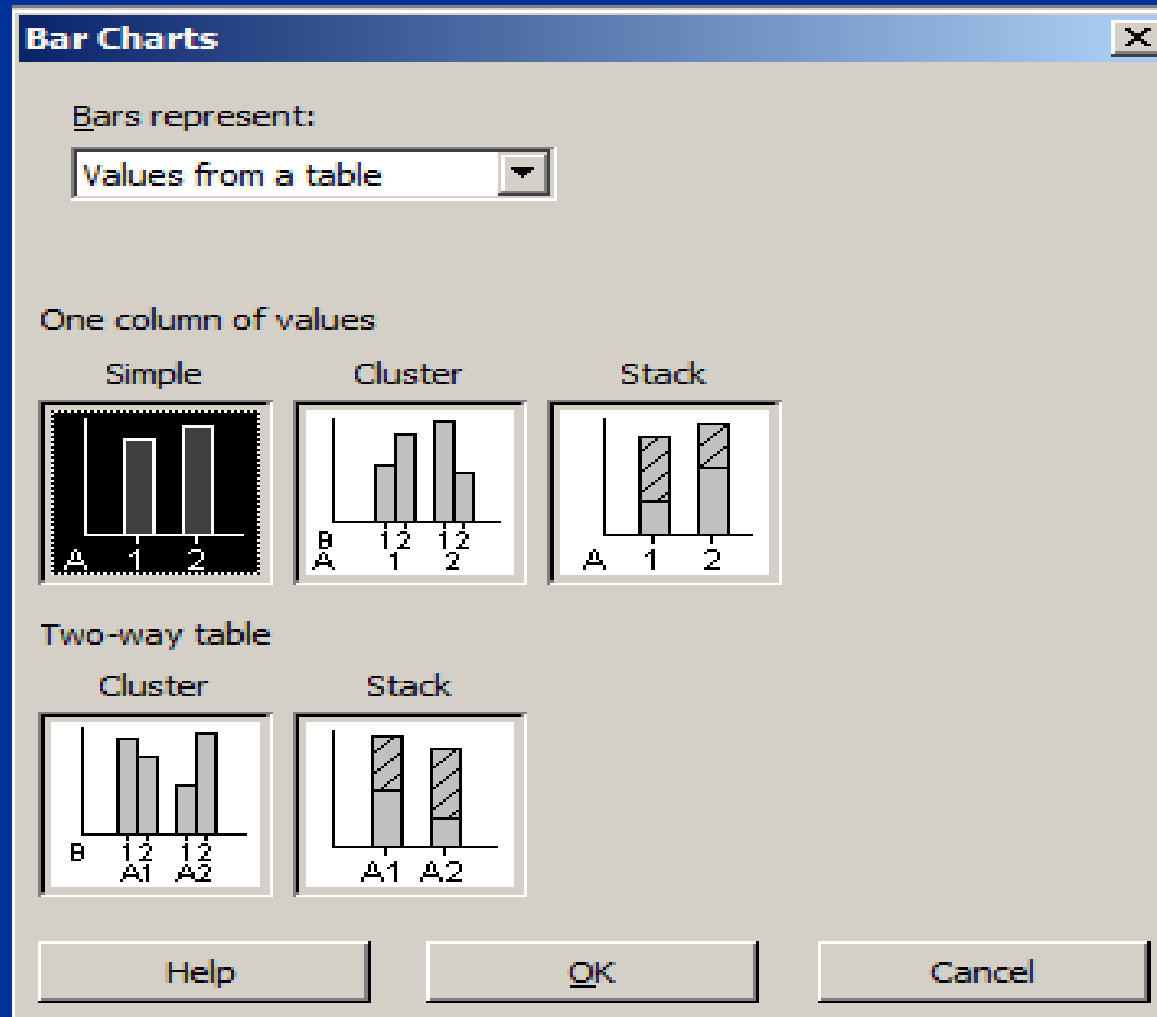 Bar Charts
Bars represent:
Values from a table
One column of values
Simple Cluster Stack
A 1 2
B 1 2 1 2
A 1 2
A 1 2
Two-way table
Cluster Stack
B 1 2 1 2
A1 A2
A1 A2
Help OK Cancel